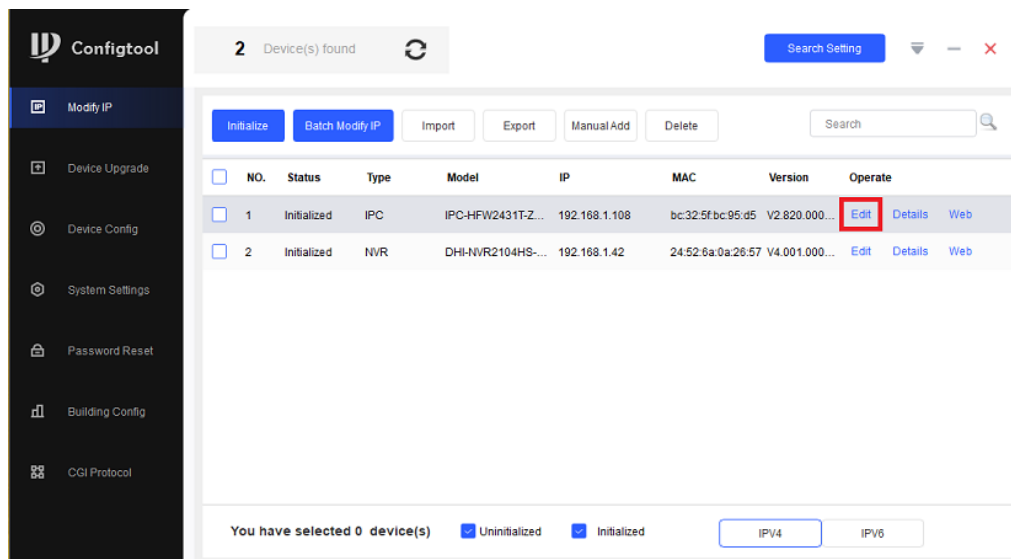 Configtool
2 Device(s) found
Search Setting
Modify IP
Device Upgrade
Device Config
System Settings
Password Reset
Building Config
CGI Protocol
Initialize Batch Modify IP Import Export Manual Add Delete Search
NO. Status Type Model IP MAC Version Operate
1 Initialized IPC IPC-HFW2431T-Z... 192.168.1.108 bc:32:5f:bc:95:d5 V2.820.000... Edit Details Web
2 Initialized NVR DHI-NVR2104HS-... 192.168.1.42 24:52:6a:0a:26:57 V4.001.000... Edit Details Web
You have selected 0 device(s) Uninitialized Initialized IPV4 IPV6